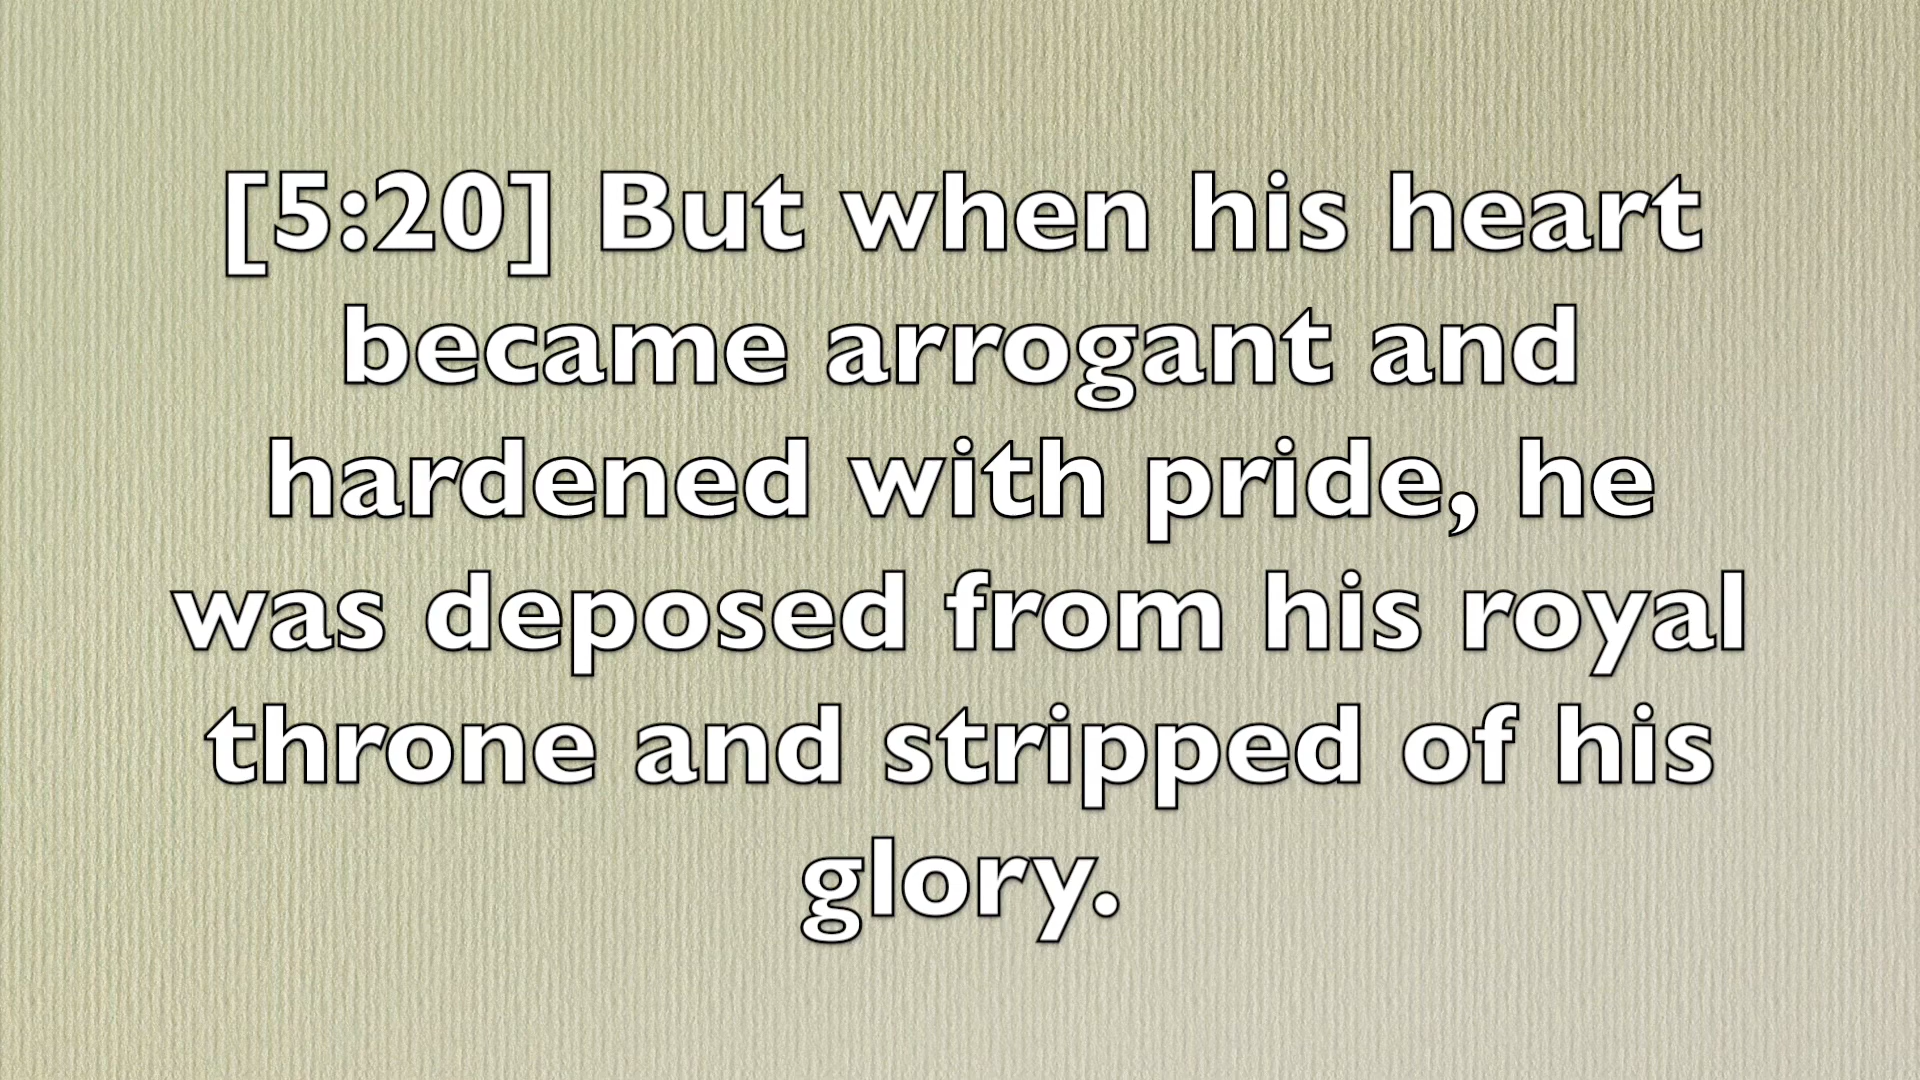 [5:20] But when his heart
became arrogant and
hardened with pride, he
was deposed from his royal
throne and stripped of his
glory.